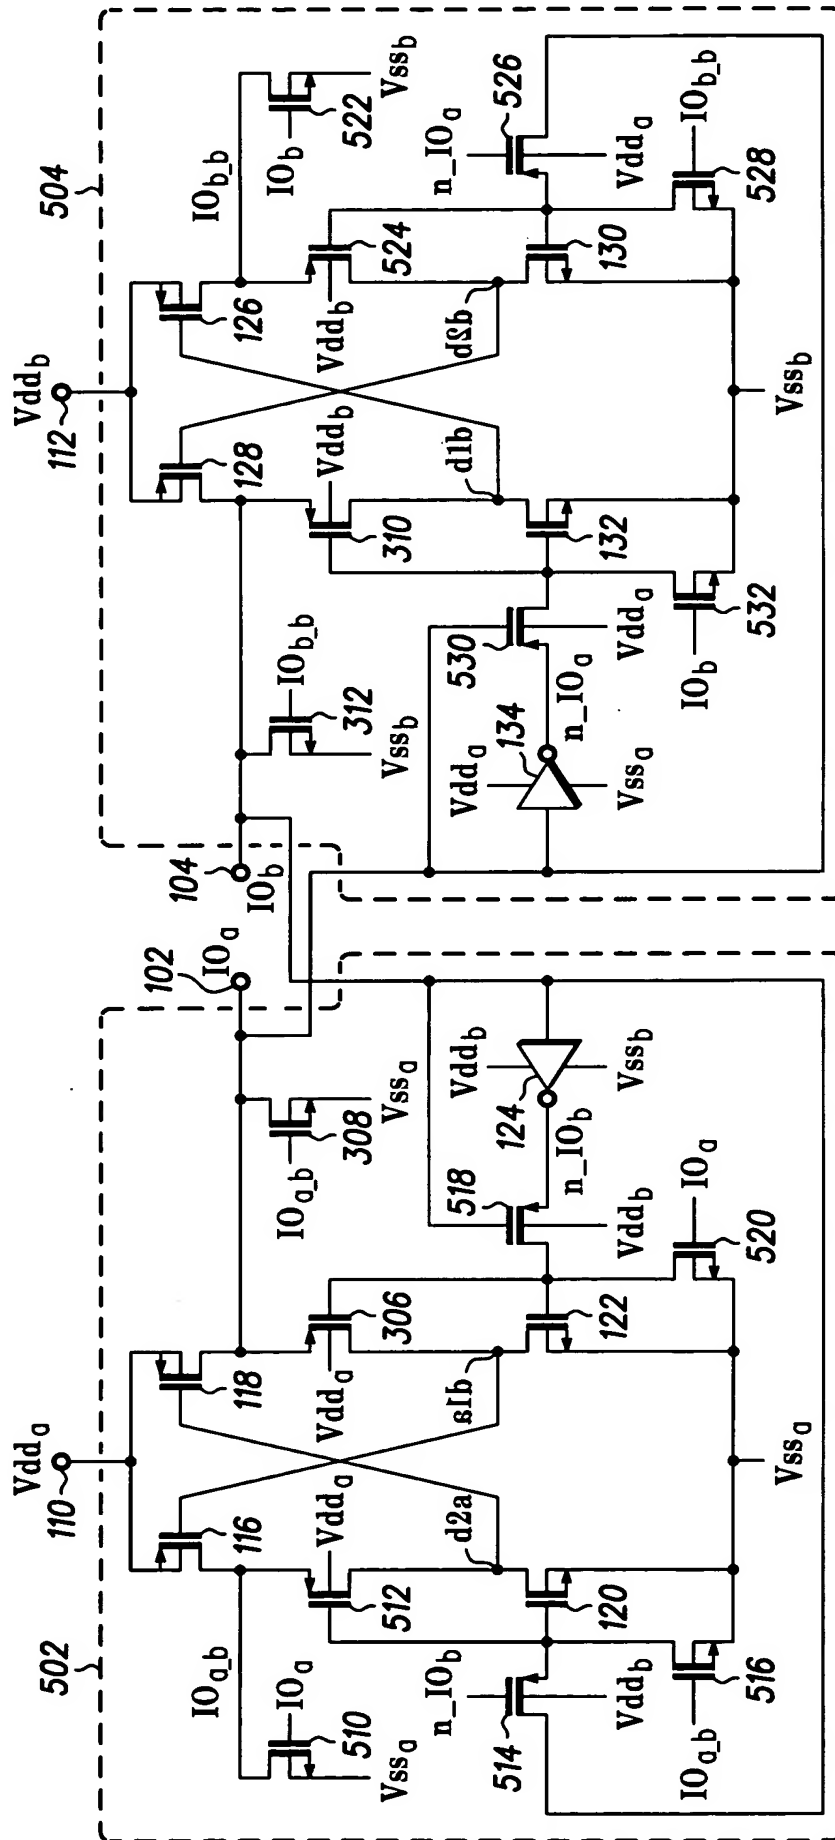 502
504
Vdd_a
110
Vdd_b
112
116
118
128
126
IO_a_b
102
IO_a
104
IO_b
IO_b_b
IO_a
510
Vss_a
IO_a_b
308
Vss_a
IO_b_b
312
Vss_b
IO_b
522
Vss_b
512
Vdd_a
Vdd_a
306
310
Vdd_b
Vdd_b
524
d2a
d1a
d1b
d2b
n_IO_b
514
Vdd_b
120
122
518
Vdd_b
n_IO_b
124
Vdd_b
Vss_b
Vdd_a
134
Vss_a
n_IO_a
530
Vdd_a
132
130
n_IO_a
526
Vdd_a
IO_a_b
516
520
IO_a
IO_b
532
528
IO_b_b
Vss_a
Vss_b